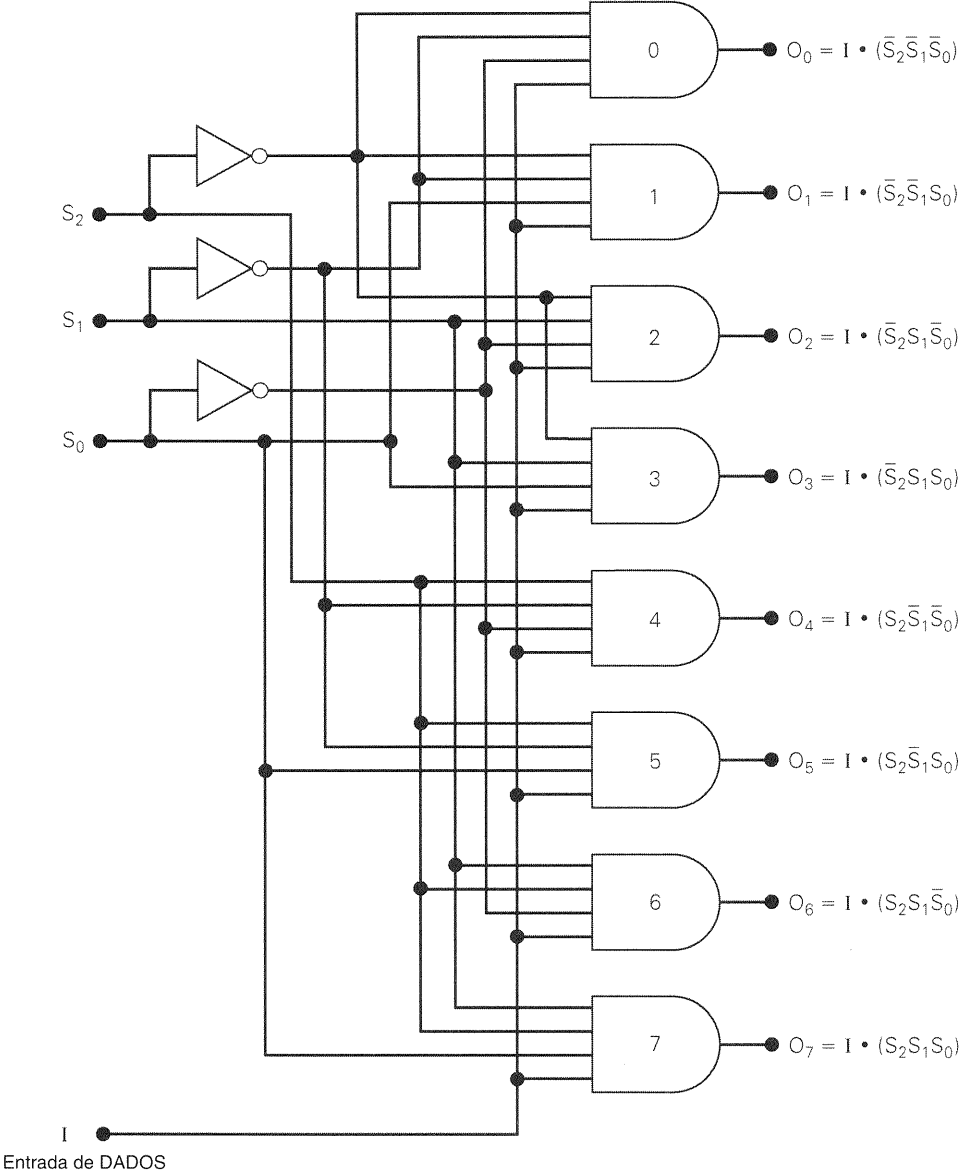 0
O₀ = I • (S̅₂S̅₁S̅₀)
1
O₁ = I • (S̅₂S̅₁S₀)
S₂
2
O₂ = I • (S̅₂S₁S̅₀)
S₁
3
O₃ = I • (S̅₂S₁S₀)
S₀
4
O₄ = I • (S₂S̅₁S̅₀)
5
O₅ = I • (S₂S̅₁S₀)
6
O₆ = I • (S₂S₁S̅₀)
7
O₇ = I • (S₂S₁S₀)
I
Entrada de DADOS